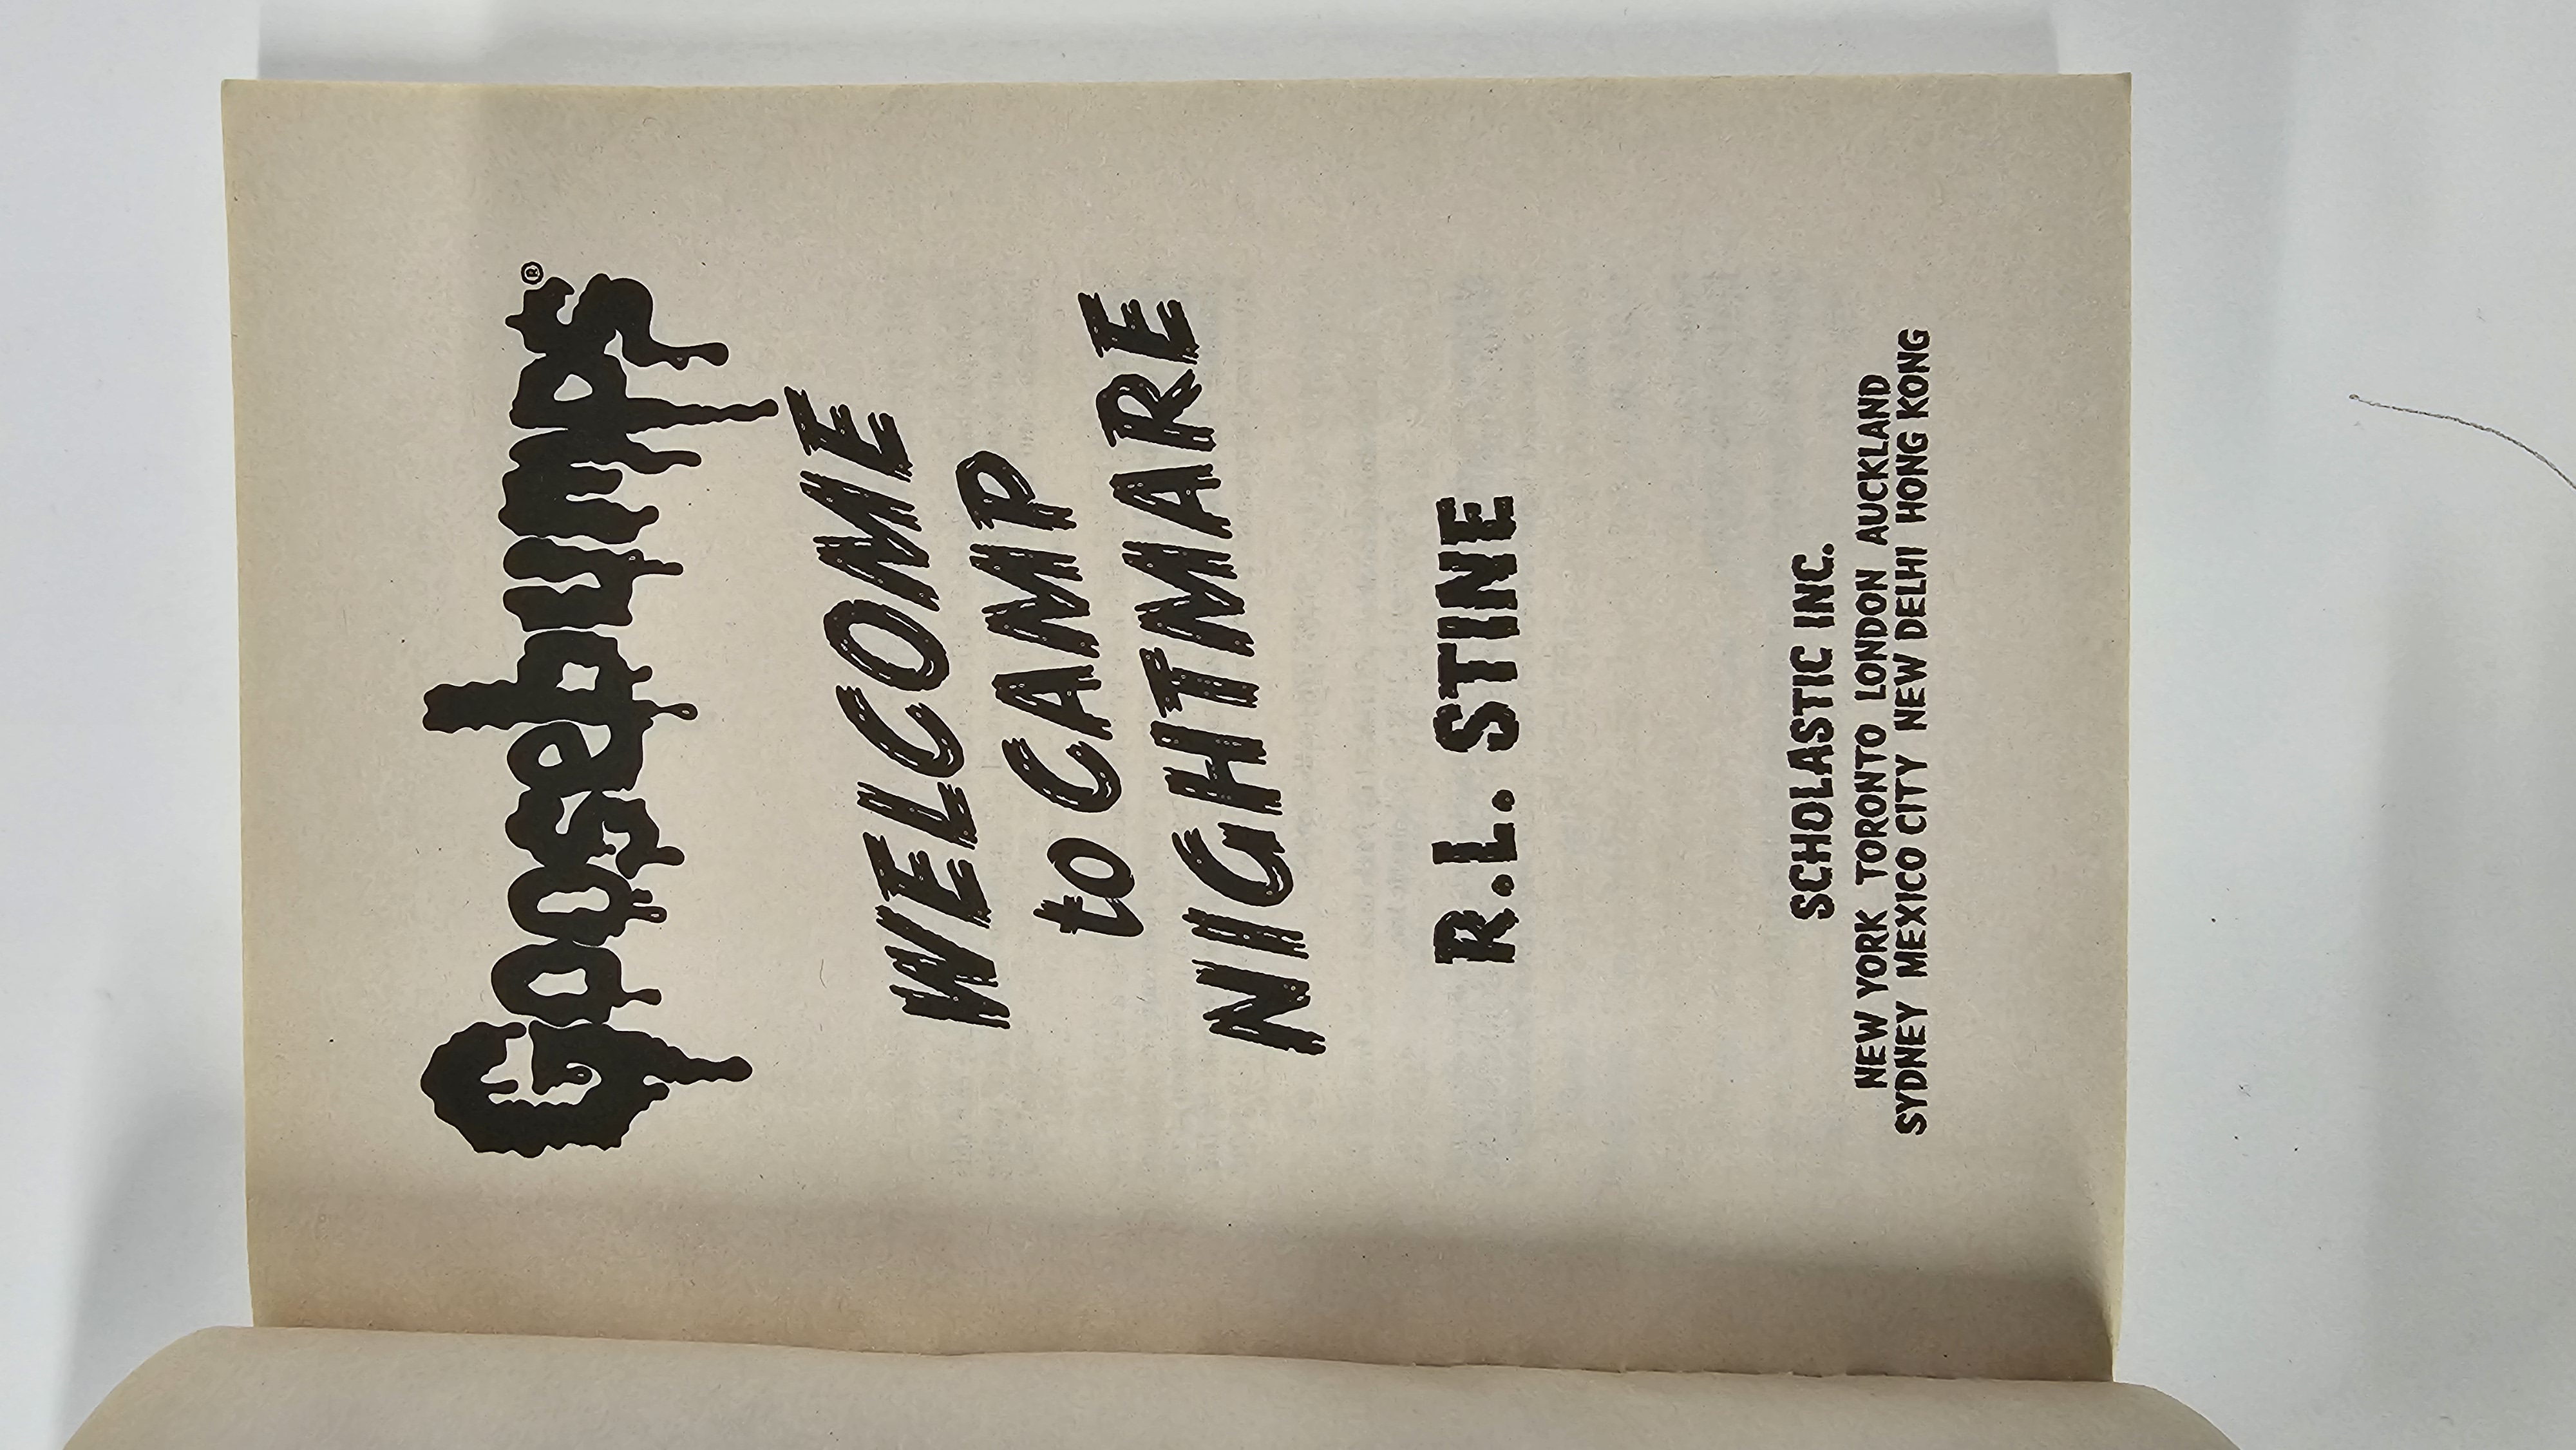 Goosebumps®
WELCOME
to CAMP
NIGHTMARE
R.L. STINE
SCHOLASTIC INC.
NEW YORK TORONTO LONDON AUCKLAND
SYDNEY MEXICO CITY NEW DELHI HONG KONG